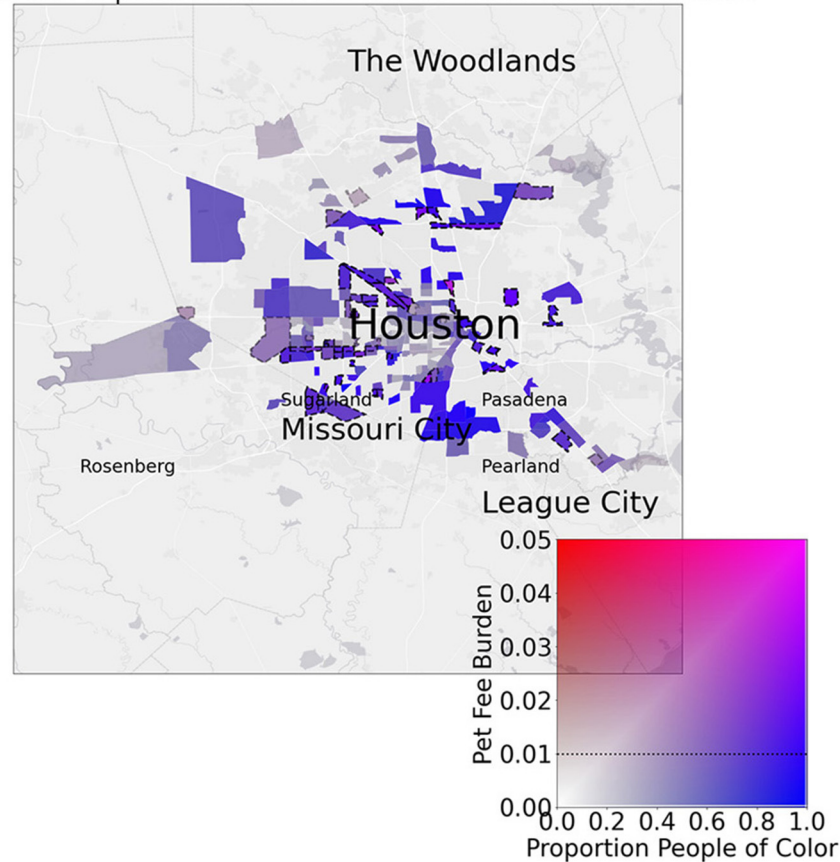 The Woodlands
Houston
Sugarland
Pasadena
Missouri City
Rosenberg
Pearland
League City
0.05
0.04
0.03
0.02
0.01
0.00
Pet Fee Burden
0.0 0.2 0.4 0.6 0.8 1.0
Proportion People of Color